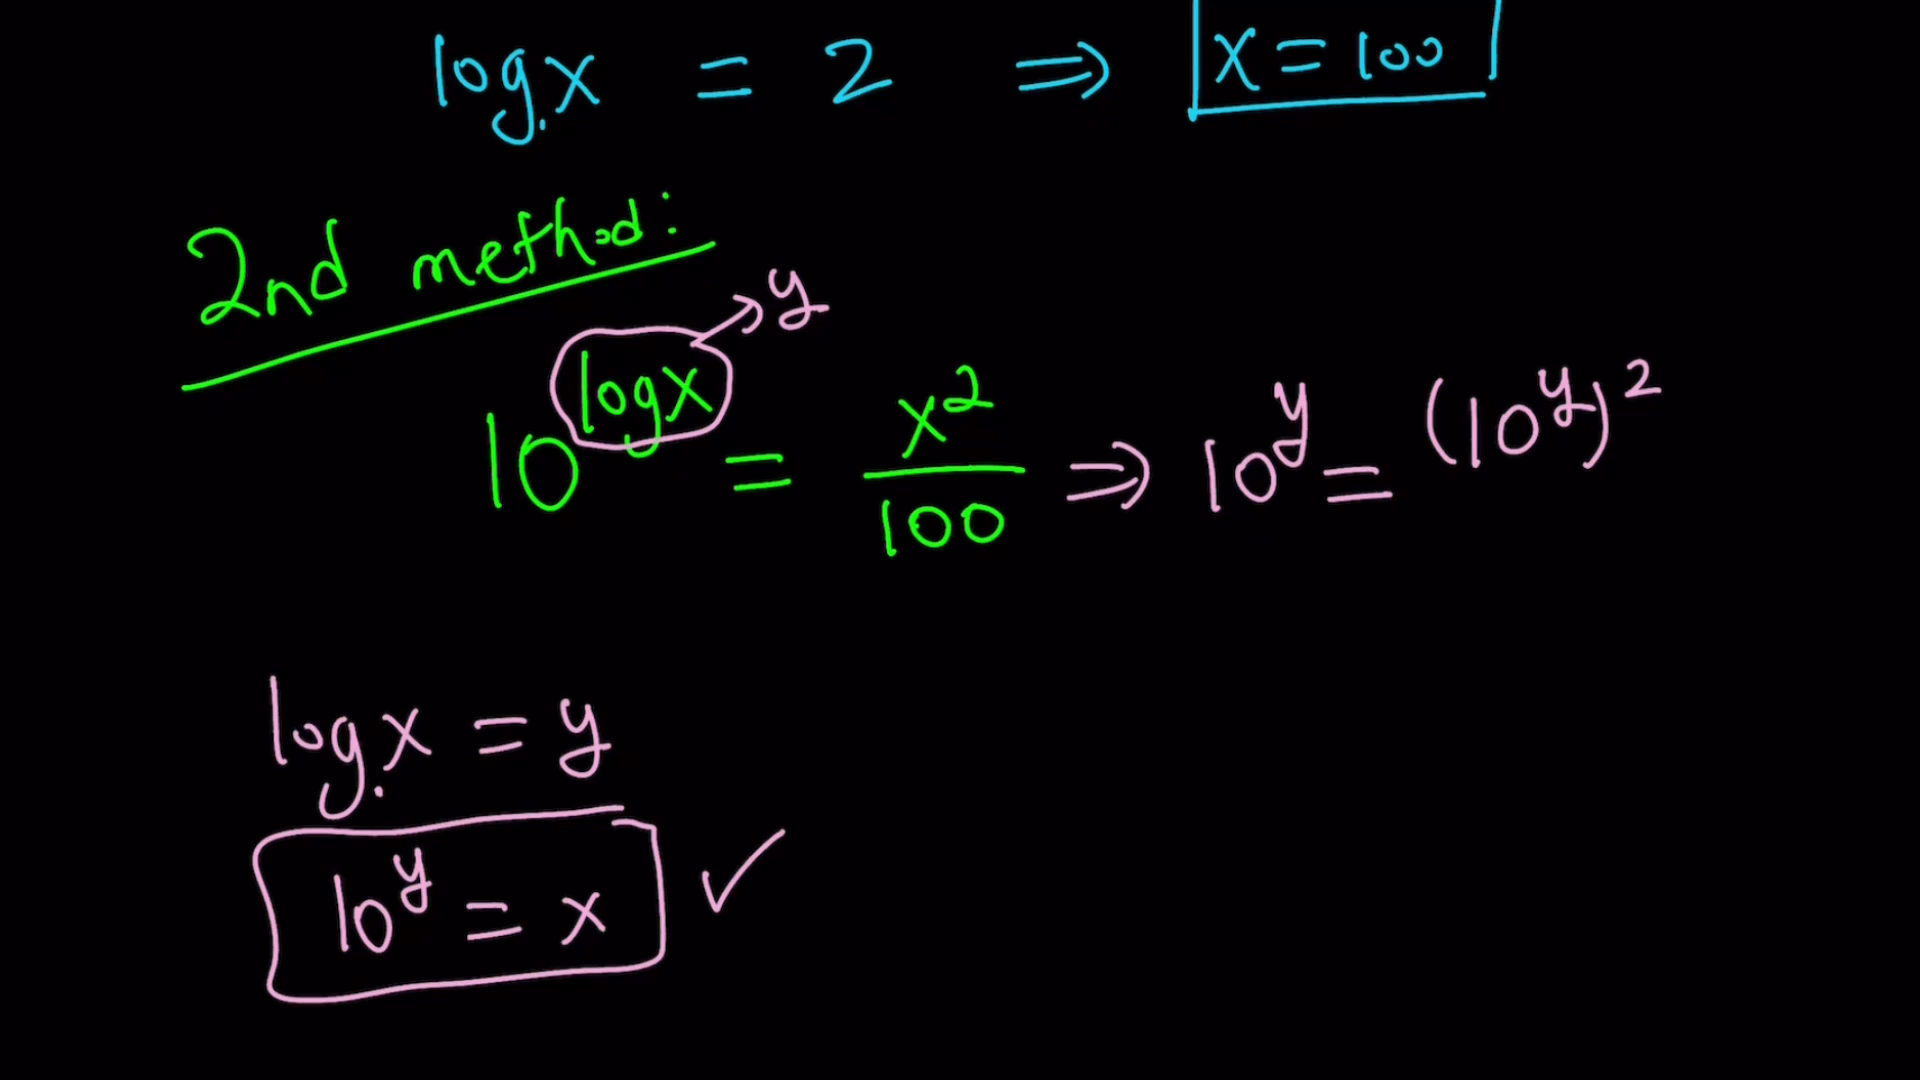 log x = 2 ⇒ x = 100
2nd method:
10^(log x) → y = x²/100 ⇒ 10^y = (10^y)²
log x = y
10^y = x ✓